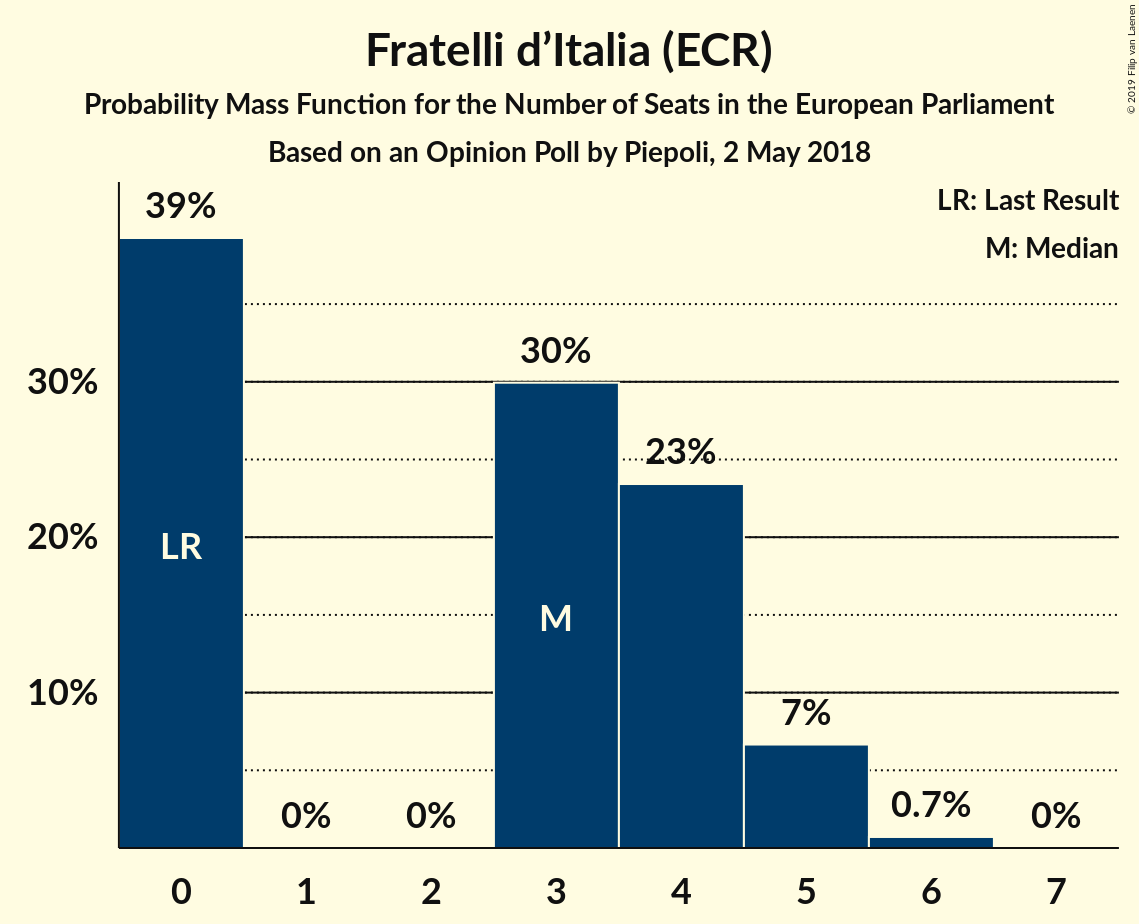 Fratelli d’Italia (ECR)
Probability Mass Function for the Number of Seats in the European Parliament
Based on an Opinion Poll by Piepoli, 2 May 2018
© 2019 Filip van Laenen
LR: Last Result
M: Median
39%
30%
30%
23%
20%
LR
M
10%
7%
0%
0%
0.7%
0%
0 1 2 3 4 5 6 7